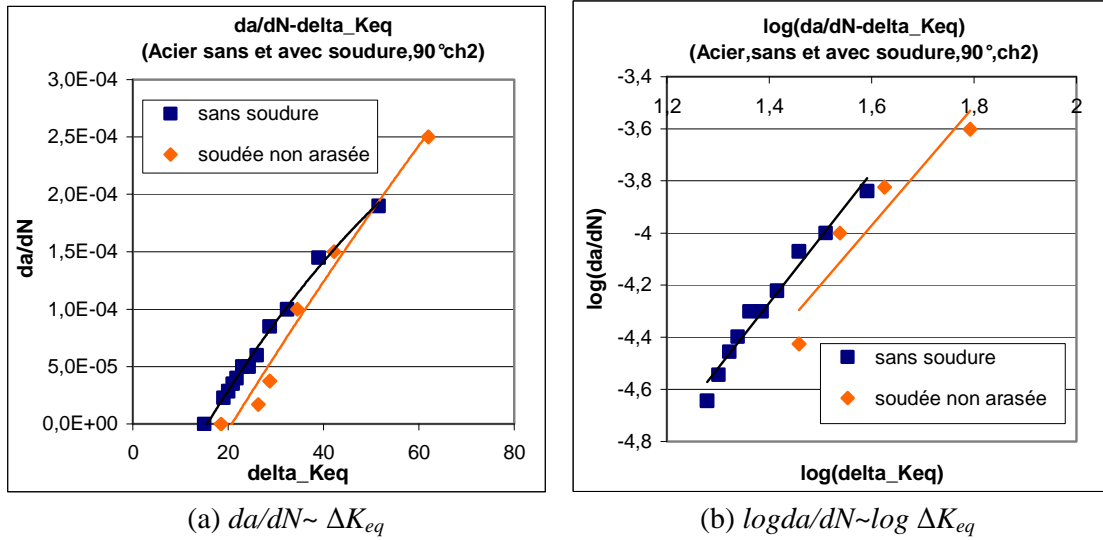 da/dN-delta_Keq
(Acier sans et avec soudure,90°ch2)
3,0E-04
2,5E-04
2,0E-04
1,5E-04
1,0E-04
5,0E-05
0,0E+00
da/dN
sans soudure
soudée non arasée
0 20 40 60 80
delta_Keq
(a) da/dN~ ΔKeq
log(da/dN-delta_Keq)
(Acier,sans et avec soudure,90°,ch2)
-3,4
1,2 1,4 1,6 1,8 2
-3,6
-3,8
-4
-4,2
-4,4
-4,6
-4,8
log(da/dN)
sans soudure
soudée non arasée
log(delta_Keq)
(b) logda/dN~log ΔKeq